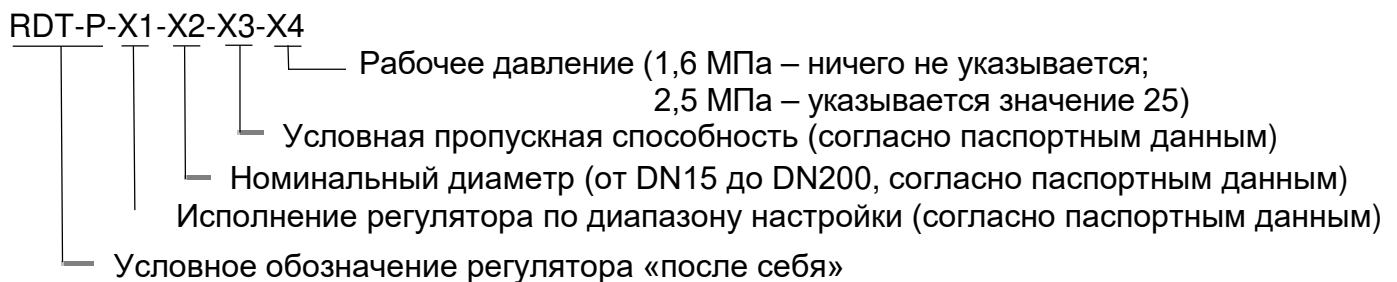 RDT-P-X1-X2-X3-X4
Рабочее давление (1,6 МПа – ничего не указывается;
2,5 МПа – указывается значение 25)
Условная пропускная способность (согласно паспортным данным)
Номинальный диаметр (от DN15 до DN200, согласно паспортным данным)
Исполнение регулятора по диапазону настройки (согласно паспортным данным)
Условное обозначение регулятора «после себя»